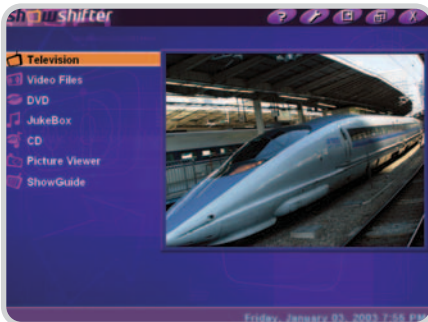 showshifter
Television
Video Files
DVD
JukeBox
CD
Picture Viewer
ShowGuide
Friday, January 03, 2003 7:55 PM